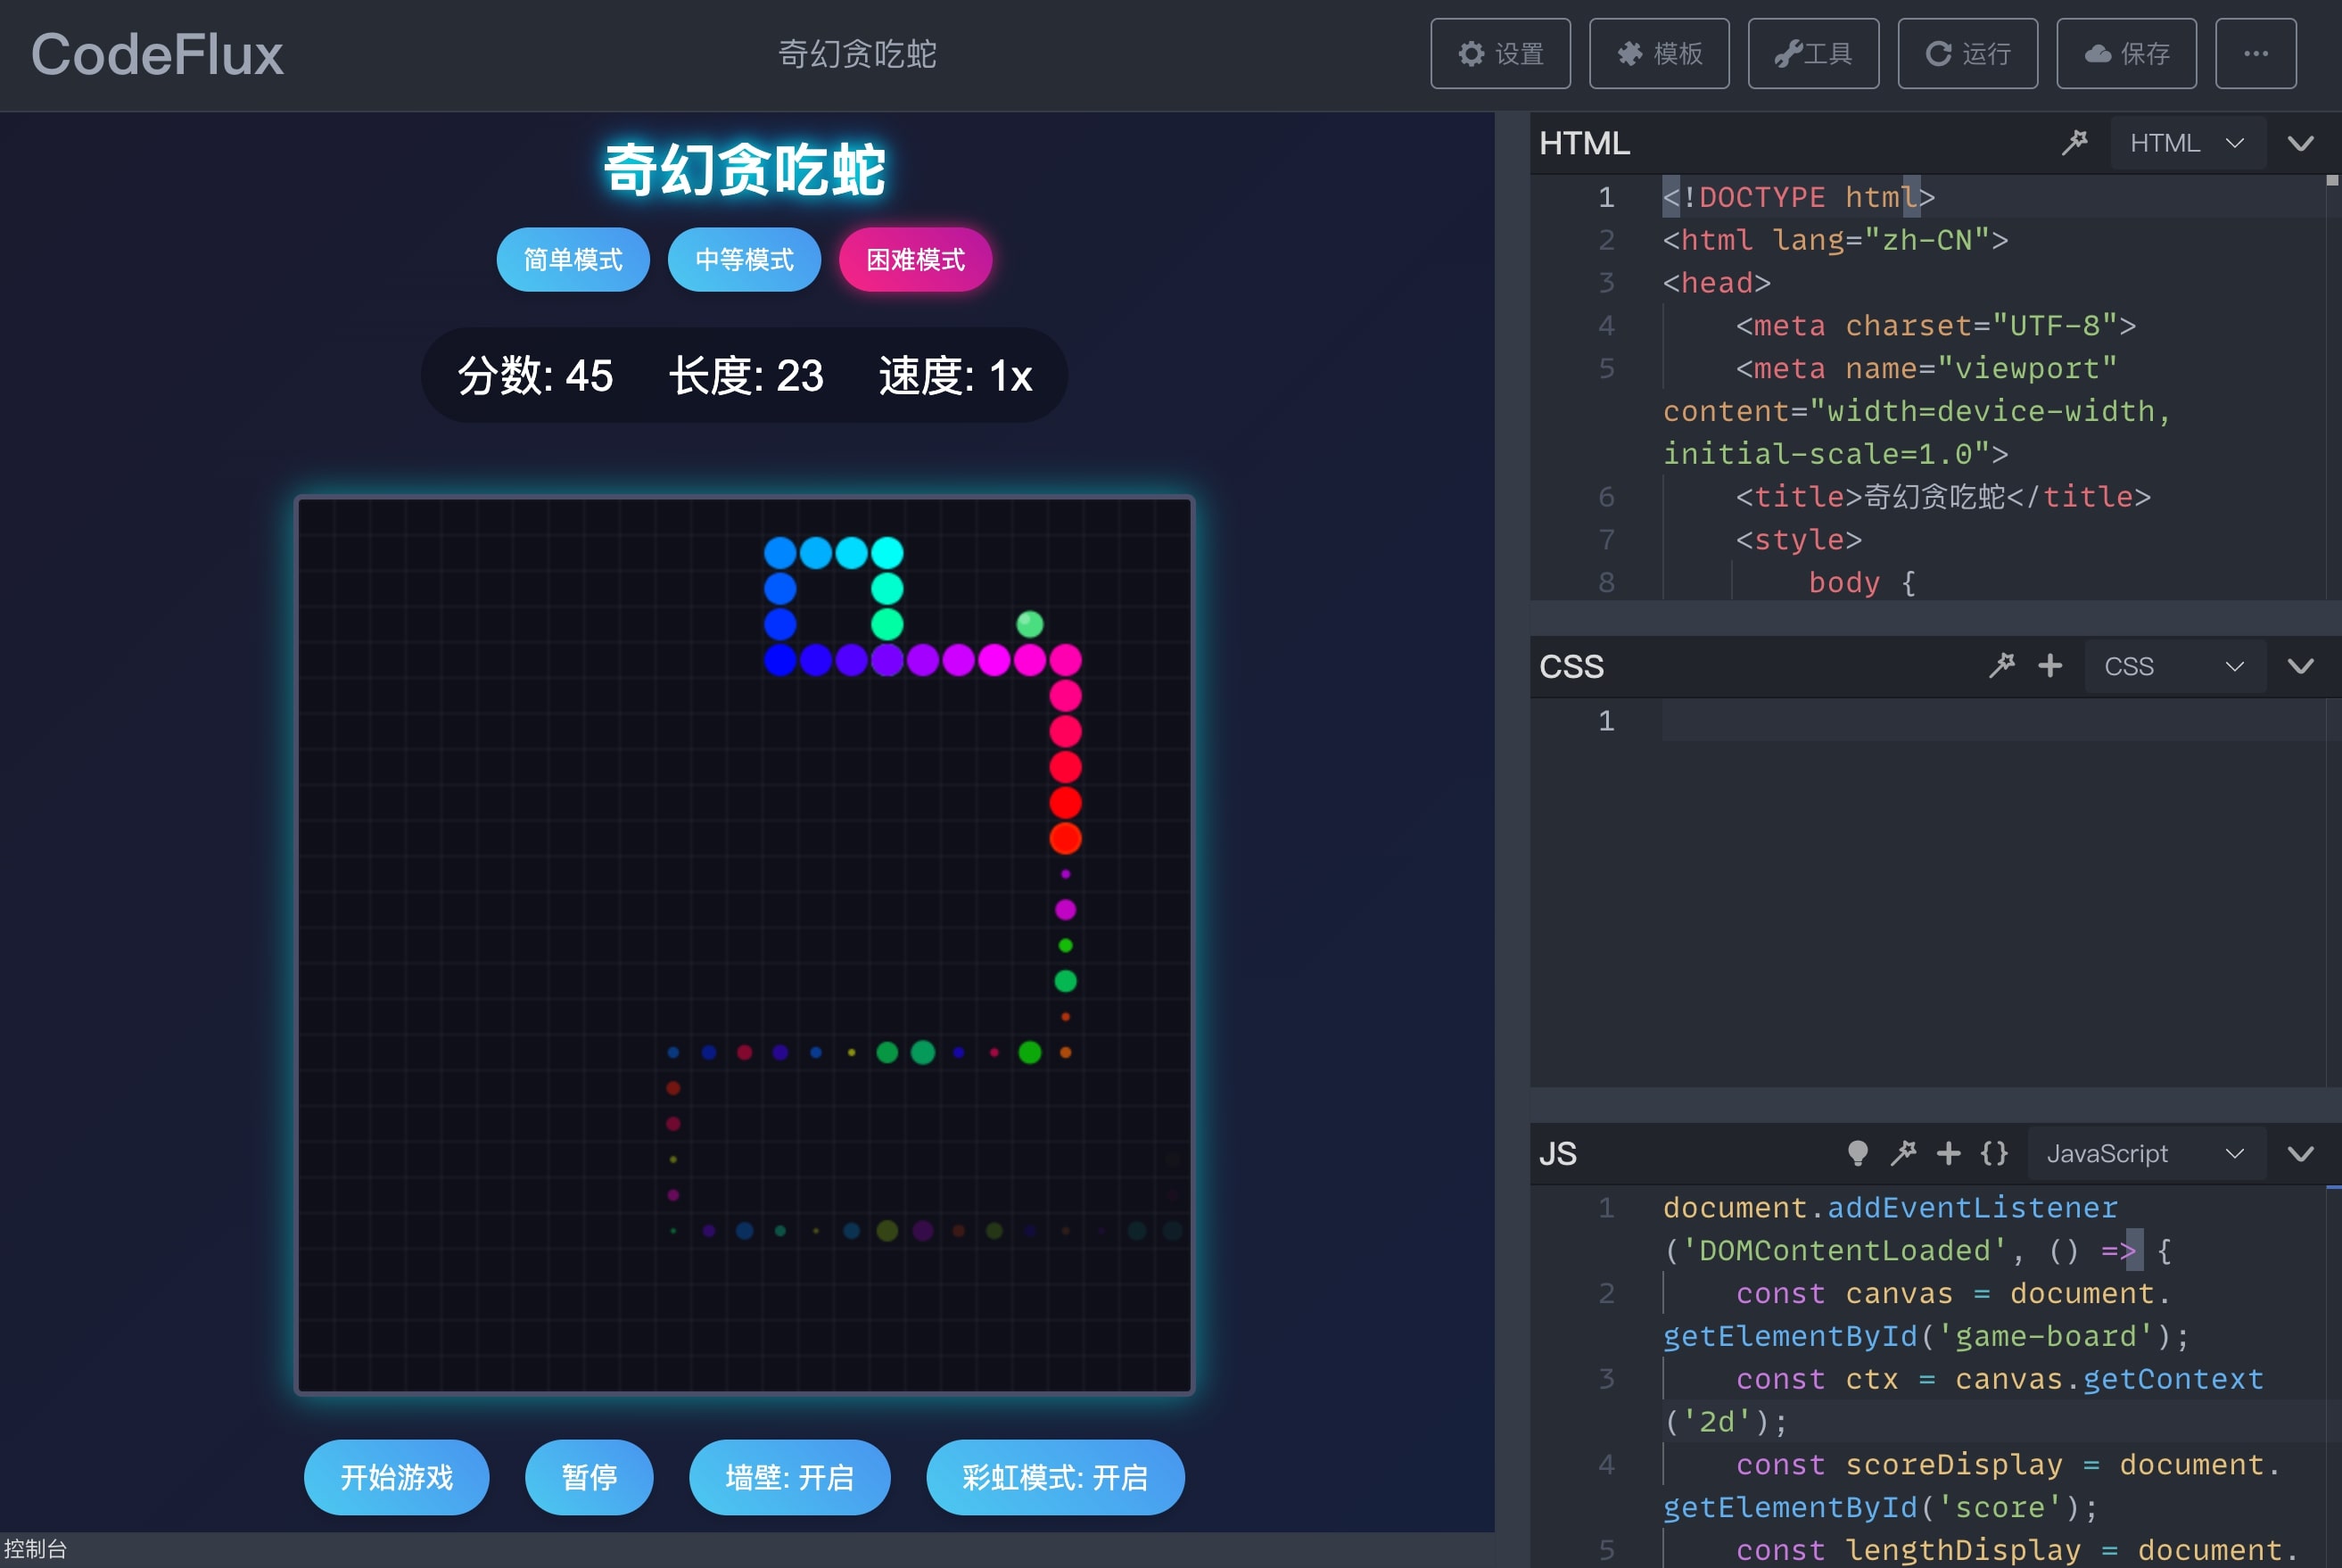 CodeFlux
奇幻贪吃蛇
设置
模板
工具
运行
保存
奇幻贪吃蛇
简单模式
中等模式
困难模式
分数: 45 长度: 23 速度: 1x
开始游戏
暂停
墙壁: 开启
彩虹模式: 开启
控制台
HTML
HTML
1 <!DOCTYPE html>
2 <html lang="zh-CN">
3 <head>
4 <meta charset="UTF-8">
5 <meta name="viewport"
content="width=device-width,
initial-scale=1.0">
6 <title>奇幻贪吃蛇</title>
7 <style>
8 body {
CSS
CSS
1
JS
JavaScript
1 document.addEventListener
('DOMContentLoaded', () => {
2 const canvas = document.
getElementById('game-board');
3 const ctx = canvas.getContext
('2d');
4 const scoreDisplay = document.
getElementById('score');
5 const lengthDisplay = document.